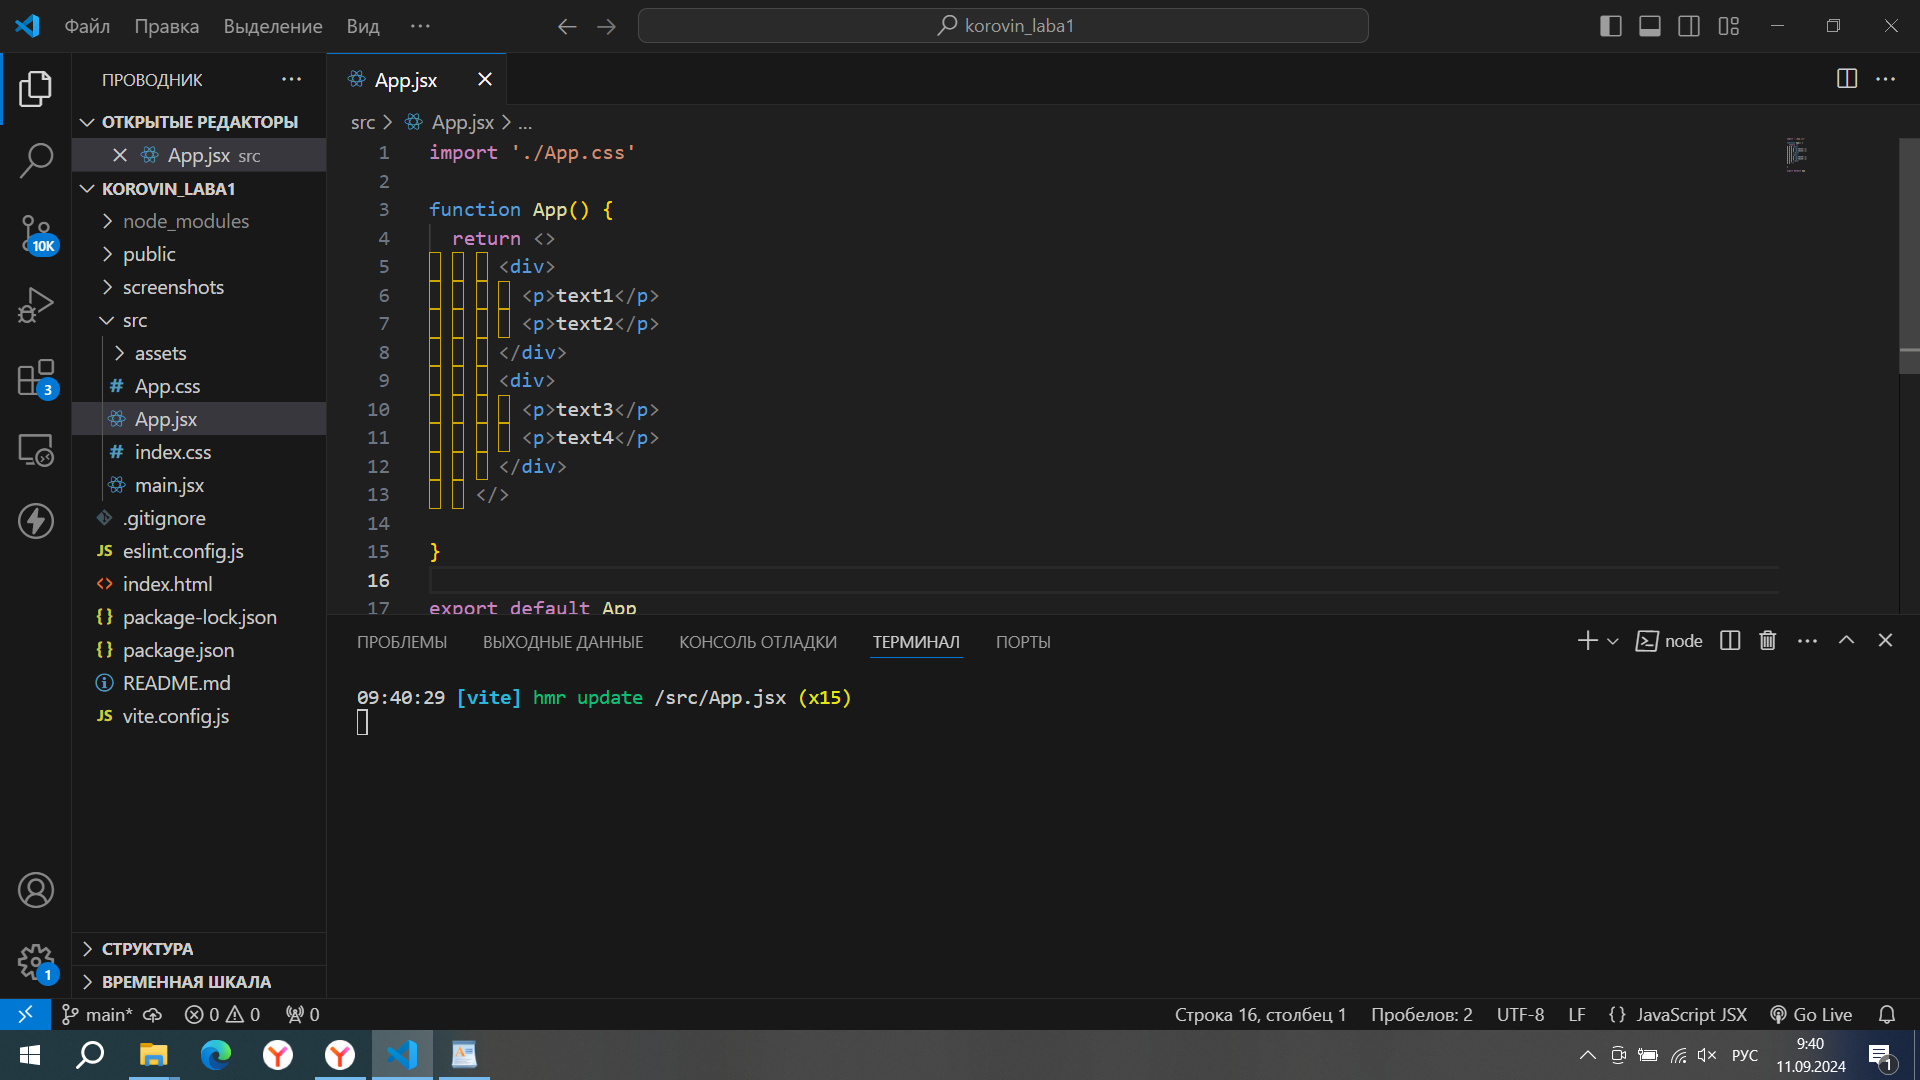 Файл Правка Выделение Вид ··· korovin_laba1
ПРОВОДНИК ···
ОТКРЫТЫЕ РЕДАКТОРЫ
App.jsx src
KOROVIN_LABA1
node_modules
public
screenshots
src
assets
# App.css
App.jsx
# index.css
main.jsx
.gitignore
JS eslint.config.js
<> index.html
{} package-lock.json
{} package.json
README.md
JS vite.config.js
СТРУКТУРА
ВРЕМЕННАЯ ШКАЛА
10K
3
1
App.jsx
src > App.jsx > ...
1 import './App.css'
2
3 function App() {
4 return <>
5 <div>
6 <p>text1</p>
7 <p>text2</p>
8 </div>
9 <div>
10 <p>text3</p>
11 <p>text4</p>
12 </div>
13 </>
14
15 }
16
17 export default App
ПРОБЛЕМЫ ВЫХОДНЫЕ ДАННЫЕ КОНСОЛЬ ОТЛАДКИ ТЕРМИНАЛ ПОРТЫ node
09:40:29 [vite] hmr update /src/App.jsx (x15)
main* 0 0 0 Строка 16, столбец 1 Пробелов: 2 UTF-8 LF {} JavaScript JSX Go Live
РУС 9:40
11.09.2024 1